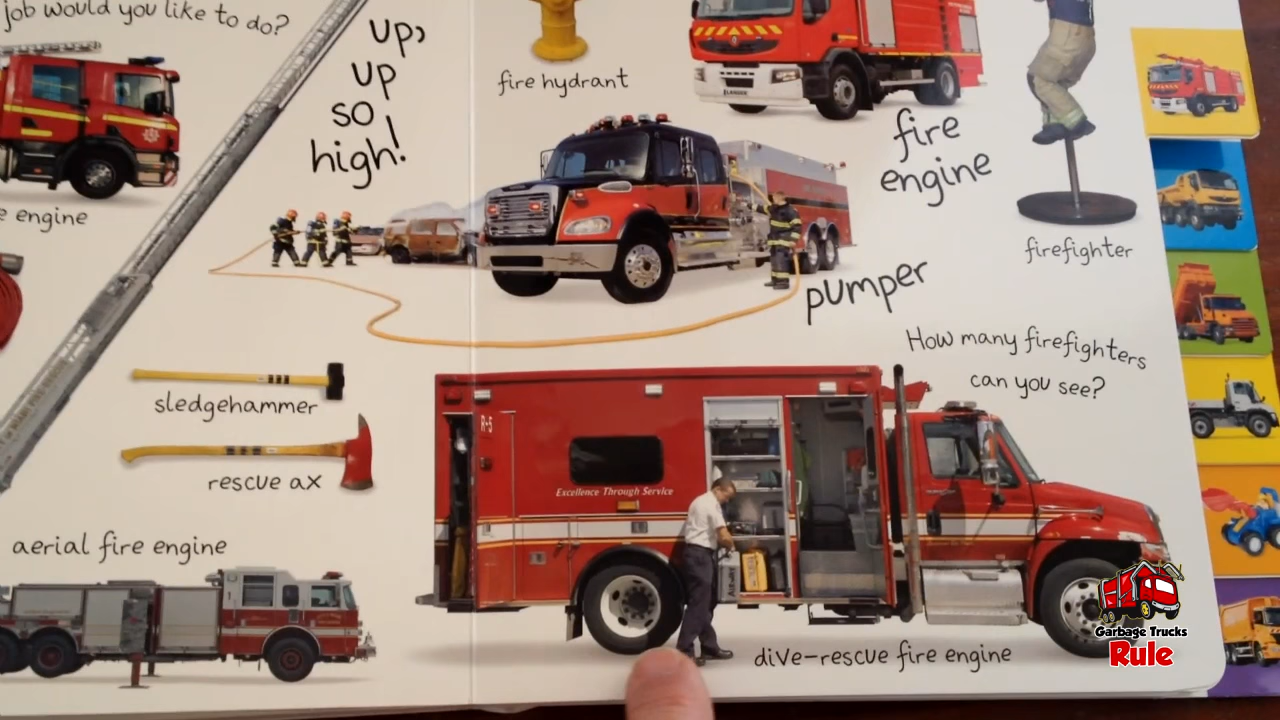 job would you like to do?
up,
up
so
high!
fire hydrant
fire
engine
firefighter
engine
pumper
How many firefighters
can you see?
sledgehammer
rescue ax
R-5
Excellence Through Service
aerial fire engine
dive-rescue fire engine
Garbage Trucks
Rule